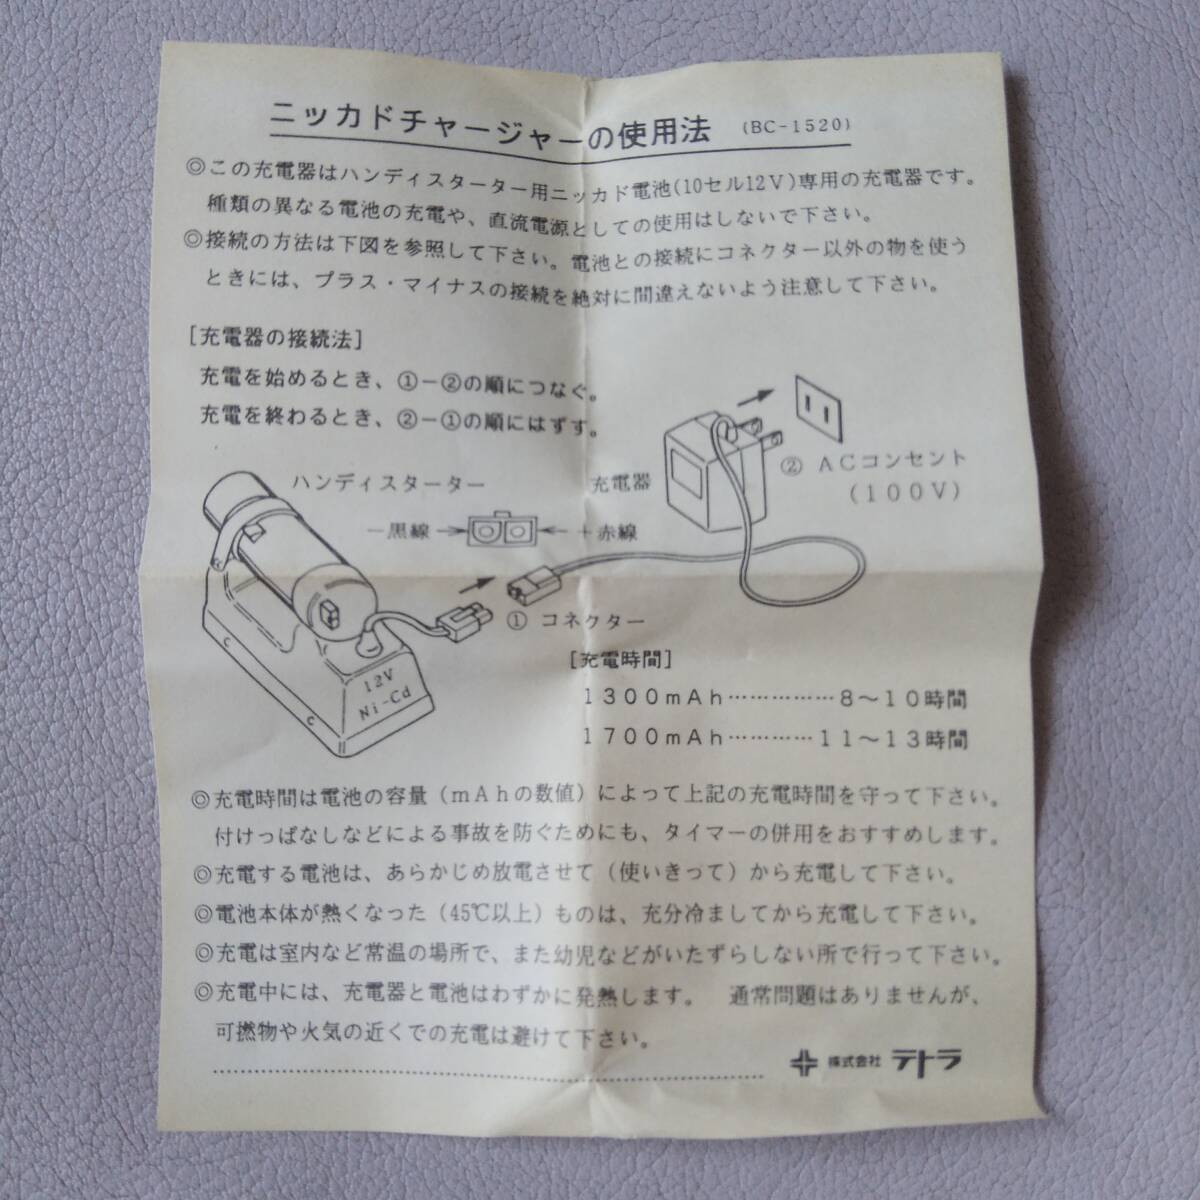 ニッカドチャージャーの使用法 (BC-1520)
◎この充電器はハンディスターター用ニッカド電池(10セル12V)専用の充電器です。
種類の異なる電池の充電や、直流電源としての使用はしないで下さい。
◎接続の方法は下図を参照して下さい。電池との接続にコネクター以外の物を使う
ときには、プラス・マイナスの接続を絶対に間違えないよう注意して下さい。
[充電器の接続法]
充電を始めるとき、①－②の順につなぐ。
充電を終わるとき、②－①の順にはずす。
ハンディスターター
充電器
② ACコンセント
(100V)
－黒線
＋赤線
① コネクター
12V
Ni-Cd
[充電時間]
1300mAh……………8～10時間
1700mAh…………11～13時間
◎充電時間は電池の容量(mAhの数値)によって上記の充電時間を守って下さい。
付けっぱなしなどによる事故を防ぐためにも、タイマーの併用をおすすめします。
◎充電する電池は、あらかじめ放電させて(使いきって)から充電して下さい。
◎電池本体が熱くなった(45℃以上)ものは、充分冷ましてから充電して下さい。
◎充電は室内など常温の場所で、また幼児などがいたずらしない所で行って下さい。
◎充電中には、充電器と電池はわずかに発熱します。 通常問題はありませんが、
可撚物や火気の近くでの充電は避けて下さい。
株式会社 テトラ